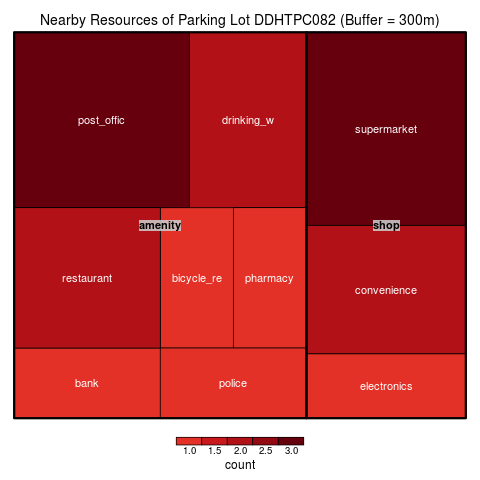 Nearby Resources of Parking Lot DDHTPC082 (Buffer = 300m)
post_offic
drinking_w
supermarket
amenity
shop
restaurant
bicycle_re
pharmacy
convenience
bank
police
electronics
1.0 1.5 2.0 2.5 3.0
count